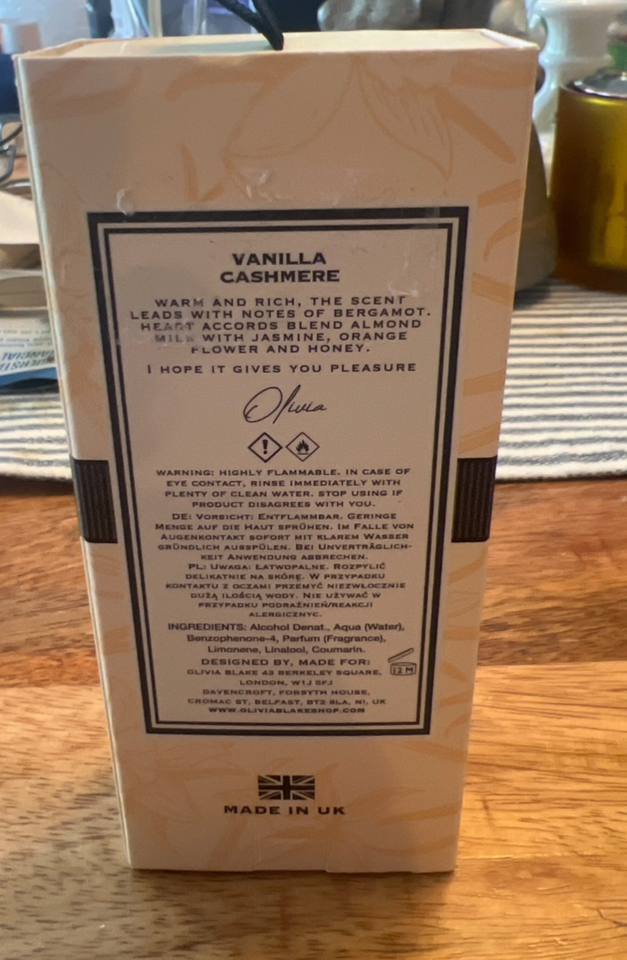 VANILLA
CASHMERE
WARM AND RICH, THE SCENT
LEADS WITH NOTES OF BERGAMOT.
HEART ACCORDS BLEND ALMOND
MILK WITH JASMINE, ORANGE
FLOWER AND HONEY.
I HOPE IT GIVES YOU PLEASURE
Olivia
WARNING: HIGHLY FLAMMABLE. IN CASE OF
EYE CONTACT, RINSE IMMEDIATELY WITH
PLENTY OF CLEAN WATER. STOP USING IF
PRODUCT DISAGREES WITH YOU.
DE: VORSICHT: ENTFLAMMBAR. GERINGE
MENGE AUF DIE HAUT SPRÜHEN. IM FALLE VON
AUGENKONTAKT SOFORT MIT KLAREM WASSER
GRÜNDLICH AUSSPÜLEN. BEI UNVERTRÄGLICH-
KEIT ANWENDUNG ABBRECHEN.
PL: UWAGA: ŁATWOPALNE. ROZPYLIĆ
DELIKATNIE NA SKÓRĘ. W PRZYPADKU
KONTAKTU Z OCZAMI PRZEMYĆ NIEZWŁOCZNIE
DUŻĄ ILOŚCIĄ WODY. NIE UŻYWAĆ W
PRZYPADKU PODRAŻNIEŃ/REAKCJI
ALERGICZNYC.
INGREDIENTS: Alcohol Denat., Aqua (Water),
Benzophenone-4, Parfum (Fragrance),
Limonene, Linalool, Coumarin.
DESIGNED BY, MADE FOR:
12 M
OLIVIA BLAKE 43 BERKELEY SQUARE,
LONDON, W1J 5FJ
DAVENCROFT, FORSYTH HOUSE,
CROMAC ST, BELFAST, BT2 8LA, NI, UK
WWW.OLIVIABLAKESHOP.COM
MADE IN UK